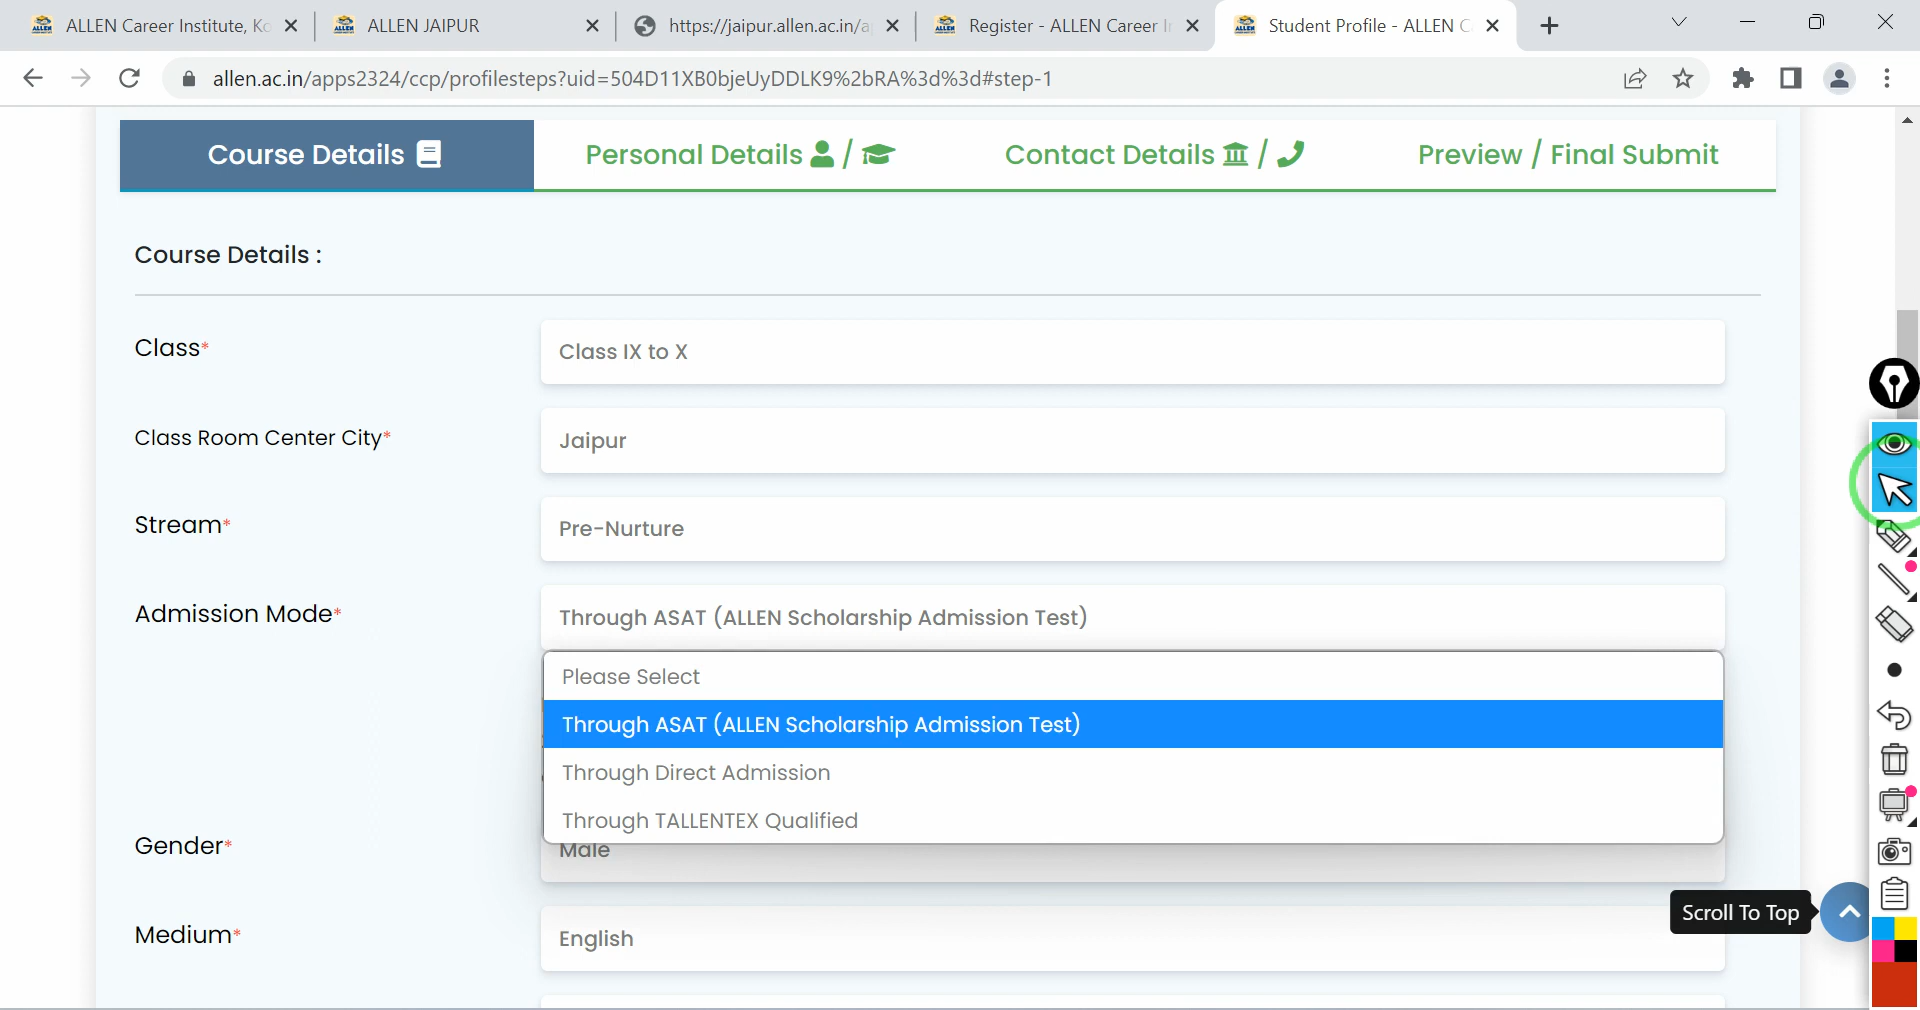 ALLEN Career Institute, Ko
ALLEN JAIPUR
https://jaipur.allen.ac.in/a
Register - ALLEN Career I
Student Profile - ALLEN C
allen.ac.in/apps2324/ccp/profilesteps?uid=504D11XB0bjeUyDDLK9%2bRA%3d%3d#step-1
Course Details
Personal Details /
Contact Details /
Preview / Final Submit
Course Details :
Class*
Class IX to X
Class Room Center City*
Jaipur
Stream*
Pre-Nurture
Admission Mode*
Through ASAT (ALLEN Scholarship Admission Test)
Please Select
Through ASAT (ALLEN Scholarship Admission Test)
Through Direct Admission
Through TALLENTEX Qualified
Gender*
Male
Medium*
English
Scroll To Top